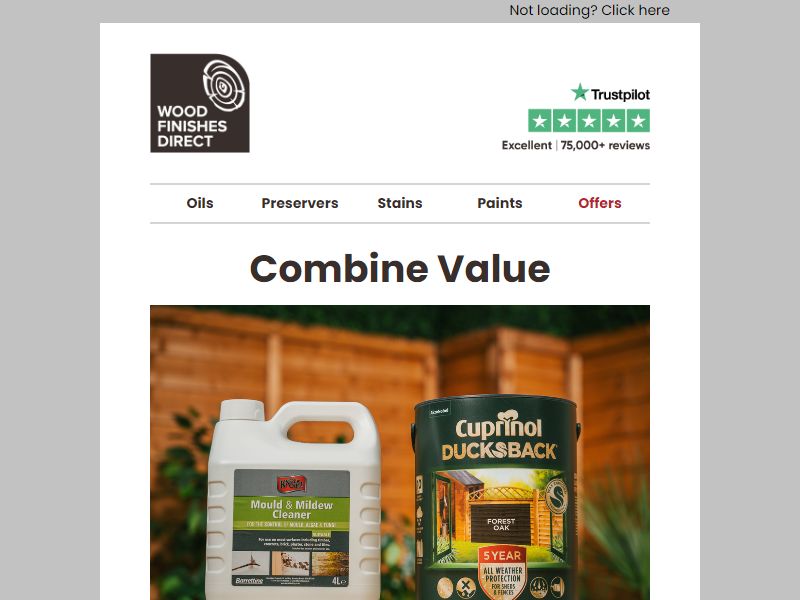 Not loading? Click here
WOOD
FINISHES
DIRECT
Trustpilot
Excellent | 75,000+ reviews
Oils
Preservers
Stains
Paints
Offers
Combine Value
Mould & Mildew
Cleaner
FOR THE CONTROL OF MOULD, ALGAE & FUNGI
Barrettine
4L
Cuprinol
DUCKSBACK
FOREST
OAK
5 YEAR
ALL WEATHER
PROTECTION
FOR SHEDS
& FENCES